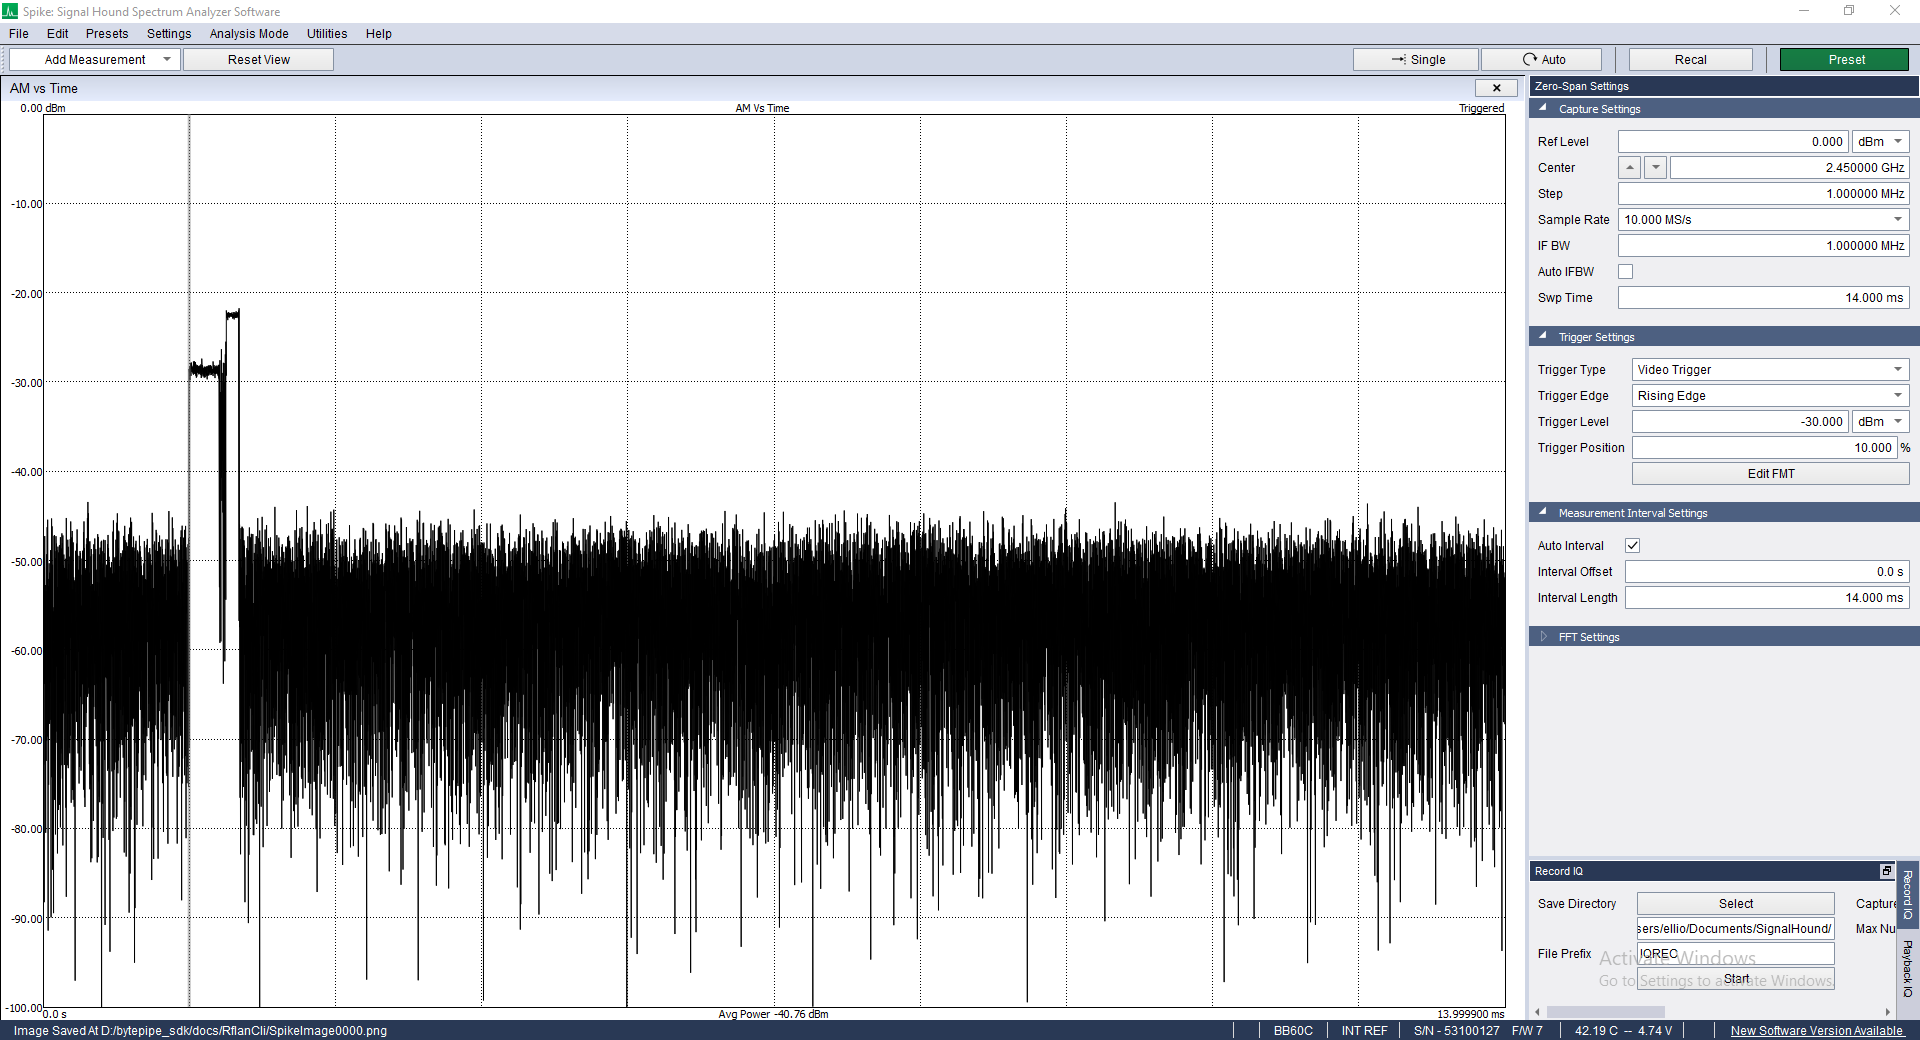 Spike: Signal Hound Spectrum Analyzer Software
File Edit Presets Settings Analysis Mode Utilities Help
Add Measurement Reset View Single Auto Recal Preset
AM vs Time
0.00 dBm AM Vs Time Triggered
-10.00
-20.00
-30.00
-40.00
-50.00
-60.00
-70.00
-80.00
-90.00
-100.00
0.0 s Avg Power -40.76 dBm 13.999900 ms
Zero-Span Settings
Capture Settings
Ref Level 0.000 dBm
Center 2.450000 GHz
Step 1.000000 MHz
Sample Rate 10.000 MS/s
IF BW 1.000000 MHz
Auto IFBW
Swp Time 14.000 ms
Trigger Settings
Trigger Type Video Trigger
Trigger Edge Rising Edge
Trigger Level -30.000 dBm
Trigger Position 10.000 %
Edit FMT
Measurement Interval Settings
Auto Interval
Interval Offset 0.0 s
Interval Length 14.000 ms
FFT Settings
Record IQ
Save Directory Select Capture
sers/ellio/Documents/SignalHound/ Max Nu
File Prefix IQREC
Start
Activate Windows
Go to Settings to activate Windows.
Record IQ
Playback IQ
Image Saved At D:/bytepipe_sdk/docs/RflanCli/SpikeImage0000.png BB60C INT REF S/N - 53100127 F/W 7 42.19 C -- 4.74 V New Software Version Available